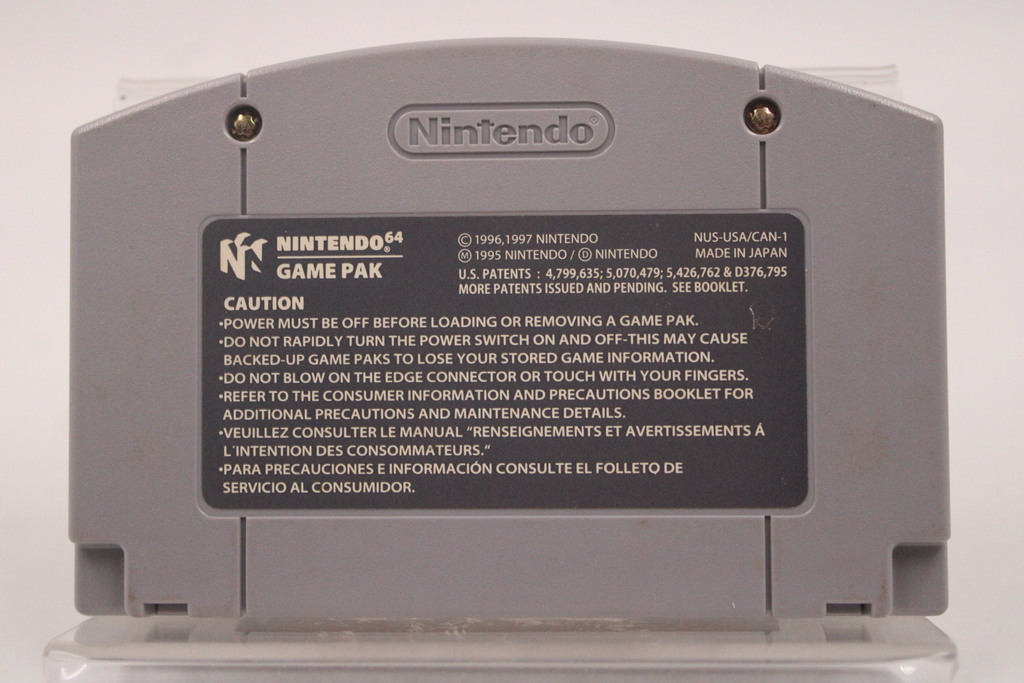 Nintendo®
NINTENDO®64
GAME PAK
© 1996,1997 NINTENDO
Ⓜ 1995 NINTENDO / Ⓓ NINTENDO
NUS-USA/CAN-1
MADE IN JAPAN
U.S. PATENTS : 4,799,635; 5,070,479; 5,426,762 & D376,795
MORE PATENTS ISSUED AND PENDING. SEE BOOKLET.
CAUTION
•POWER MUST BE OFF BEFORE LOADING OR REMOVING A GAME PAK.
•DO NOT RAPIDLY TURN THE POWER SWITCH ON AND OFF-THIS MAY CAUSE
BACKED-UP GAME PAKS TO LOSE YOUR STORED GAME INFORMATION.
•DO NOT BLOW ON THE EDGE CONNECTOR OR TOUCH WITH YOUR FINGERS.
•REFER TO THE CONSUMER INFORMATION AND PRECAUTIONS BOOKLET FOR
ADDITIONAL PRECAUTIONS AND MAINTENANCE DETAILS.
•VEUILLEZ CONSULTER LE MANUAL "RENSEIGNEMENTS ET AVERTISSEMENTS Á
L'INTENTION DES CONSOMMATEURS."
•PARA PRECAUCIONES E INFORMACIÓN CONSULTE EL FOLLETO DE
SERVICIO AL CONSUMIDOR.